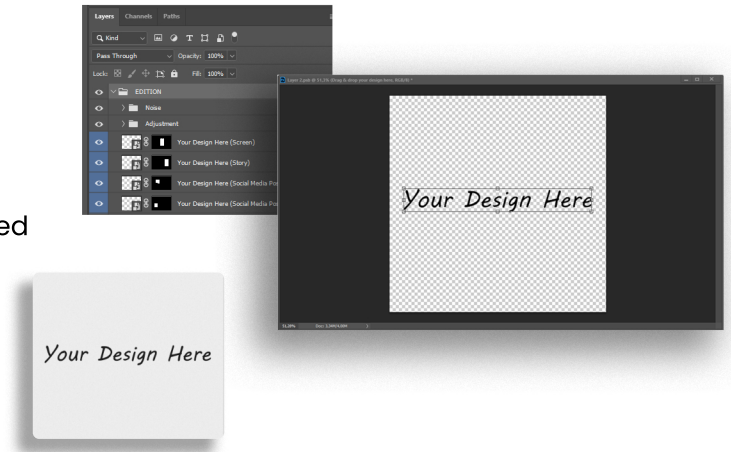 Layers Channels Paths
Kind
Pass Through Opacity: 100%
Lock: Fill: 100%
EDITION
Noise
Adjustment
Your Design Here (Screen)
Your Design Here (Story)
Your Design Here (Social Media Pos
Your Design Here (Social Media Pos
ed
Your Design Here
Your Design Here